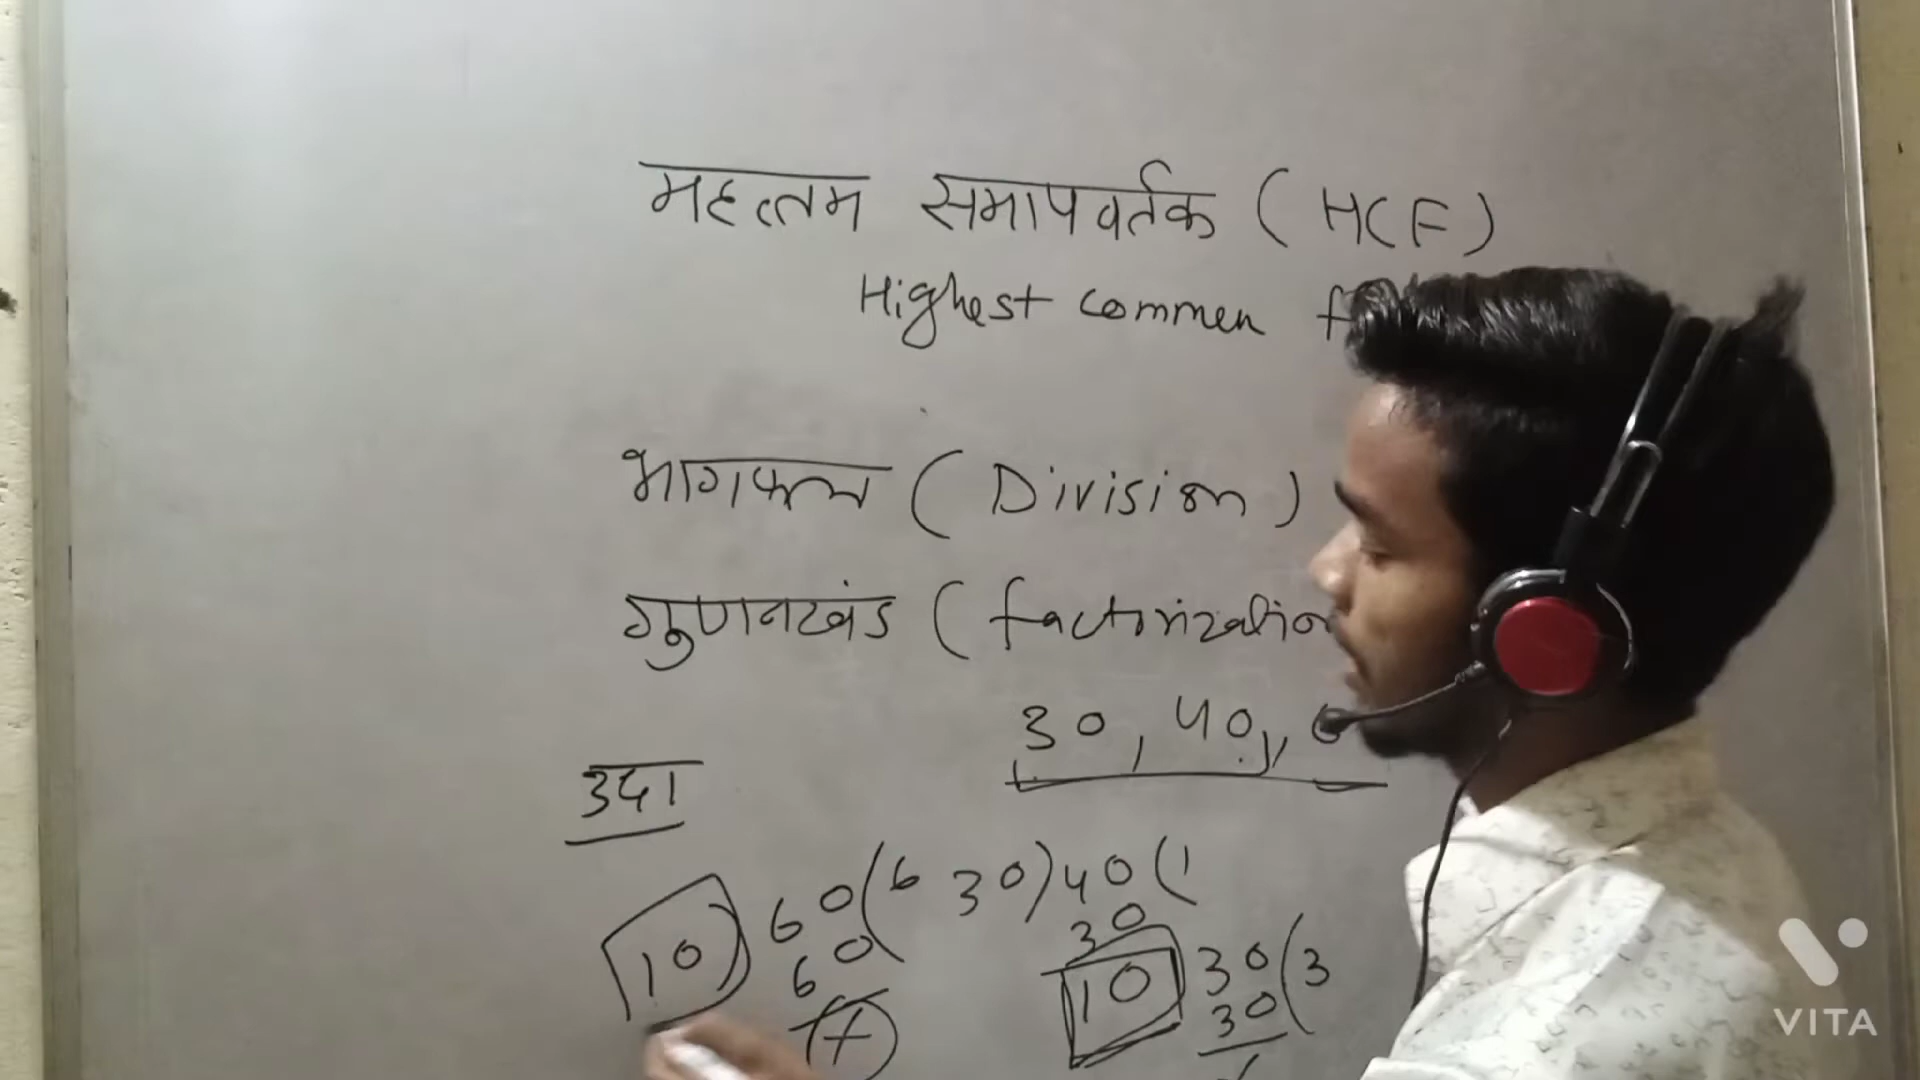 महत्तम समापवर्तक (HCF)
Highest commen
भागफल (Division)
गुणनखंड (factorization
30, 40,
उदा
10) 60(6 30)40(1
60 30
10) 30(3
30
VITA